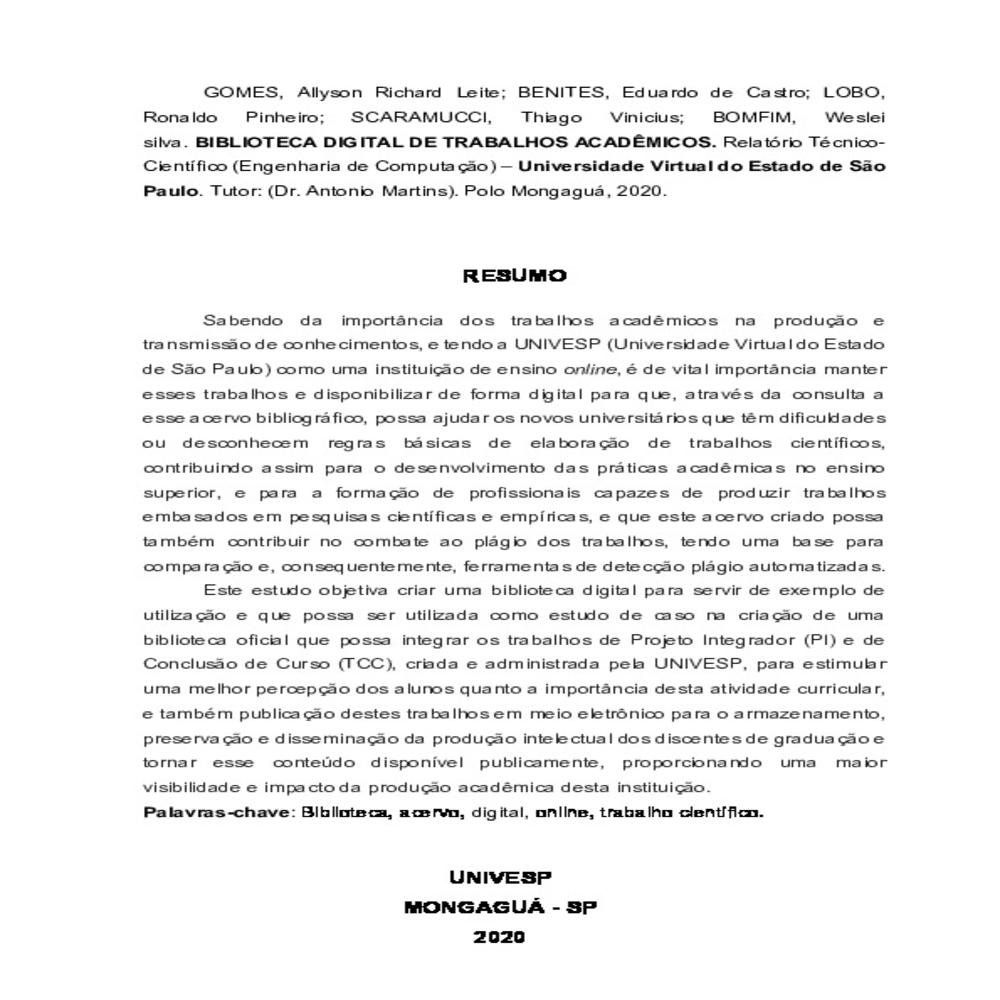 GOMES, Allyson Richard Leite; BENITES, Eduardo de Castro; LOBO,
Ronaldo Pinheiro; SCARAMUCCI, Thiago Vinicius; BOMFIM, Weslei
silva. BIBLIOTECA DIGITAL DE TRABALHOS ACADÊMICOS. Relatório Técnico-
Científico (Engenharia de Computação) – Universidade Virtual do Estado de São
Paulo. Tutor: (Dr. Antonio Martins). Polo Mongaguá, 2020.
RESUMO
Sabendo da importância dos trabalhos acadêmicos na produção e
transmissão de conhecimentos, e tendo a UNIVESP (Universidade Virtual do Estado
de São Paulo) como uma instituição de ensino online, é de vital importância manter
esses trabalhos e disponibilizar de forma digital para que, através da consulta a
esse acervo bibliográfico, possa ajudar os novos universitários que têm dificuldades
ou desconhecem regras básicas de elaboração de trabalhos científicos,
contribuindo assim para o desenvolvimento das práticas acadêmicas no ensino
superior, e para a formação de profissionais capazes de produzir trabalhos
embasados em pesquisas científicas e empíricas, e que este acervo criado possa
também contribuir no combate ao plágio dos trabalhos, tendo uma base para
comparação e, consequentemente, ferramentas de detecção plágio automatizadas.
Este estudo objetiva criar uma biblioteca digital para servir de exemplo de
utilização e que possa ser utilizada como estudo de caso na criação de uma
biblioteca oficial que possa integrar os trabalhos de Projeto Integrador (PI) e de
Conclusão de Curso (TCC), criada e administrada pela UNIVESP, para estimular
uma melhor percepção dos alunos quanto a importância desta atividade curricular,
e também publicação destes trabalhos em meio eletrônico para o armazenamento,
preservação e disseminação da produção intelectual dos discentes de graduação e
tornar esse conteúdo disponível publicamente, proporcionando uma maior
visibilidade e impacto da produção acadêmica desta instituição.
Palavras-chave: Biblioteca, acervo, digital, online, trabalho científico.
UNIVESP
MONGAGUÁ - SP
2020